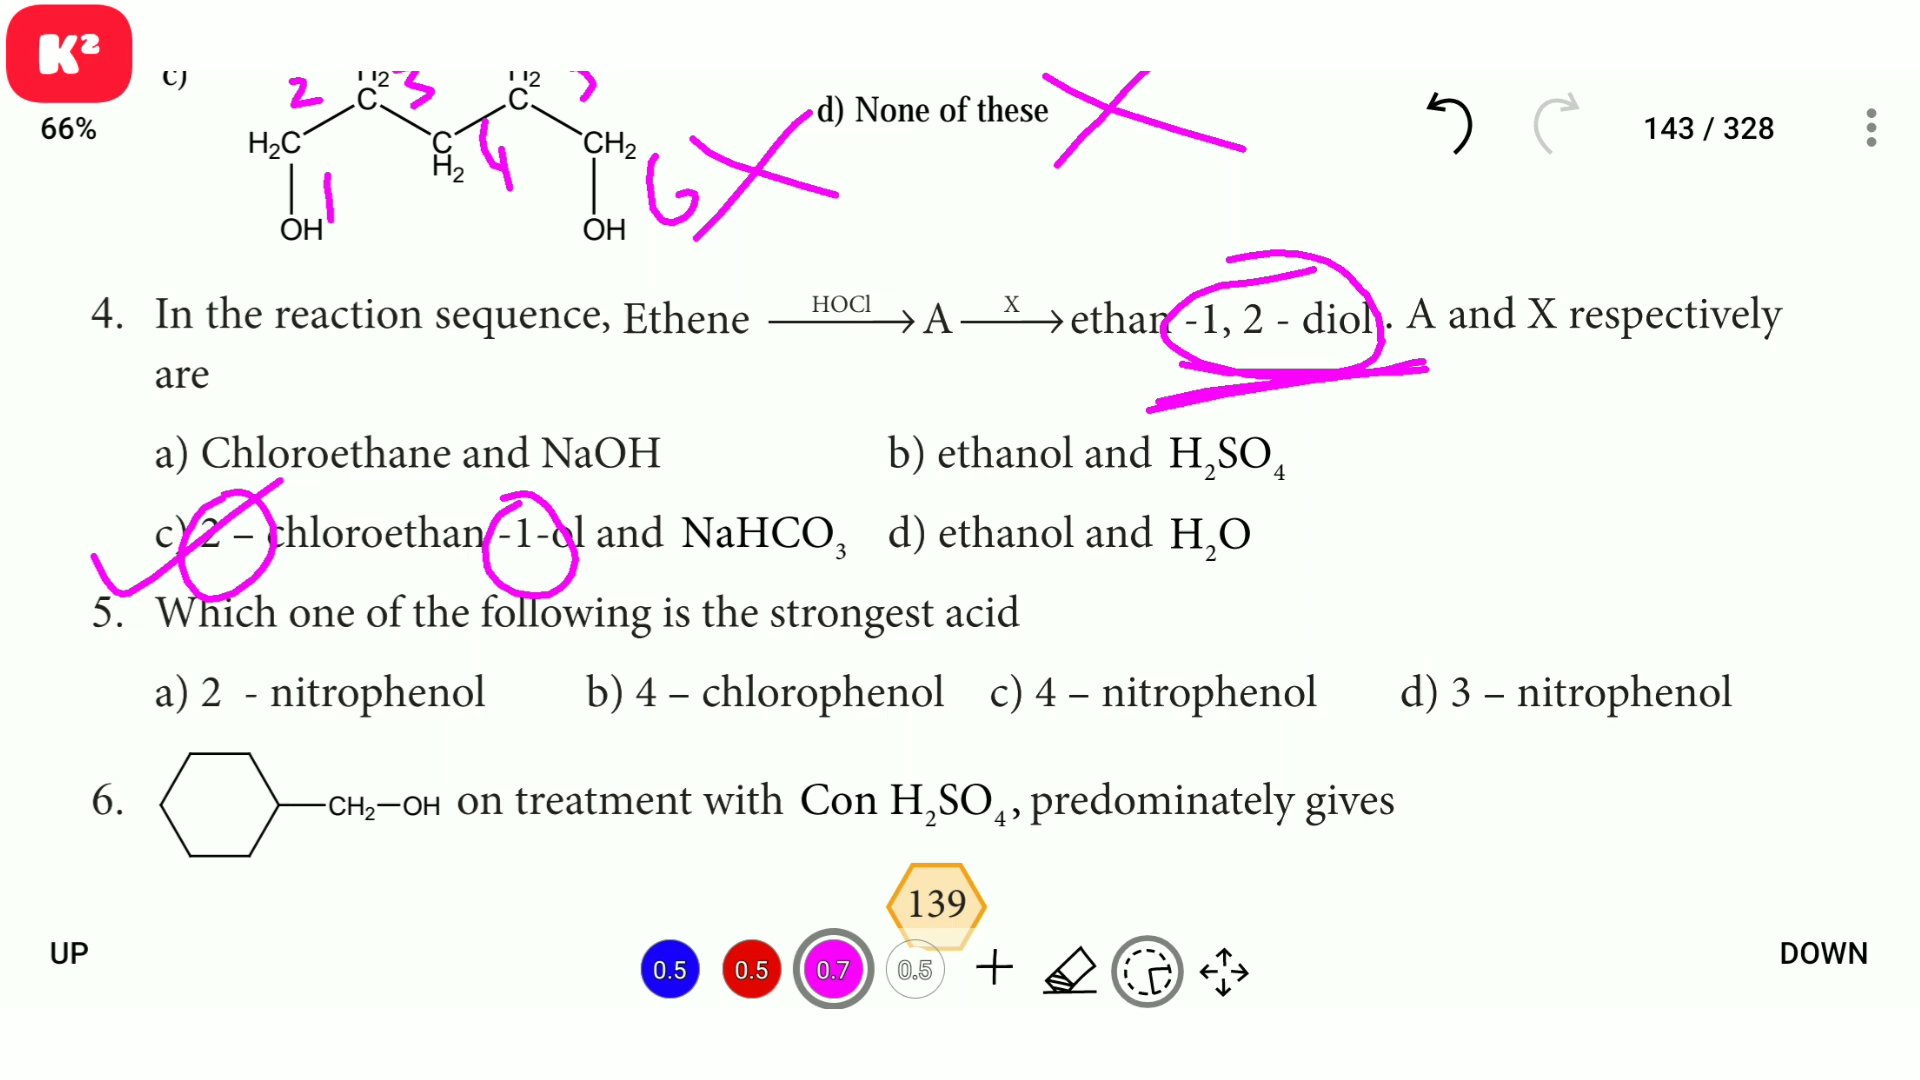 K²
66%
143 / 328
c)
2 3
H₂C C C H₂ C CH₂
4
1 6
OH OH
d) None of these
4. In the reaction sequence, Ethene HOCl A X ethan -1, 2 - diol. A and X respectively
are
a) Chloroethane and NaOH b) ethanol and H₂SO₄
c) 2 – chloroethan -1-ol and NaHCO₃ d) ethanol and H₂O
5. Which one of the following is the strongest acid
a) 2 - nitrophenol b) 4 – chlorophenol c) 4 – nitrophenol d) 3 – nitrophenol
6. CH₂–OH on treatment with Con H₂SO₄, predominately gives
139
UP
0.5 0.5 0.7 0.5
DOWN